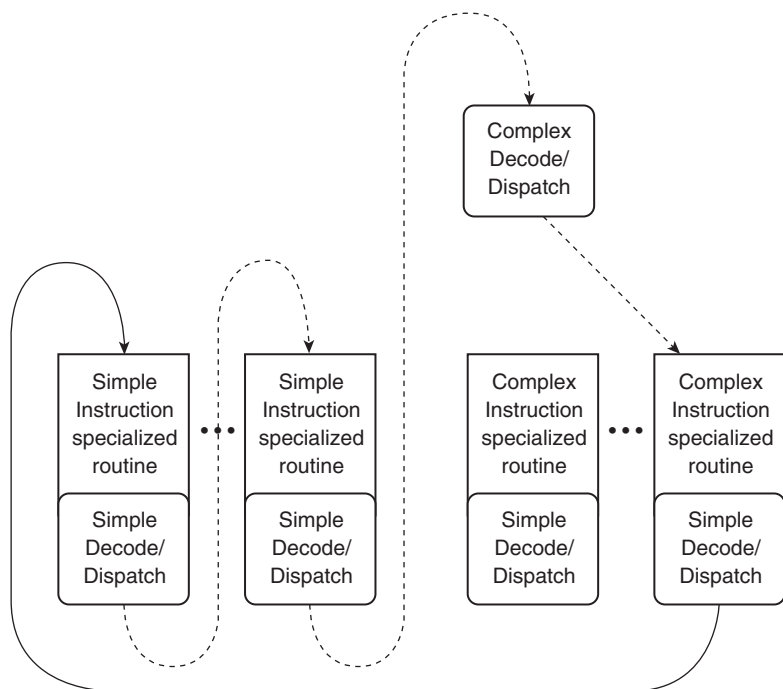 Complex
Decode/
Dispatch
Simple
Instruction
specialized
routine
Simple
Decode/
Dispatch
Simple
Instruction
specialized
routine
Simple
Decode/
Dispatch
Complex
Instruction
specialized
routine
Simple
Decode/
Dispatch
Complex
Instruction
specialized
routine
Simple
Decode/
Dispatch